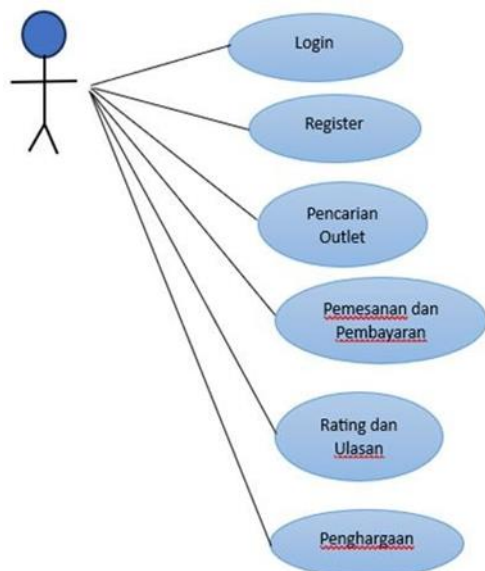 Login
Register
Pencarian
Outlet
Pemesanan dan
Pembayaran
Rating dan
Ulasan
Penghargaan